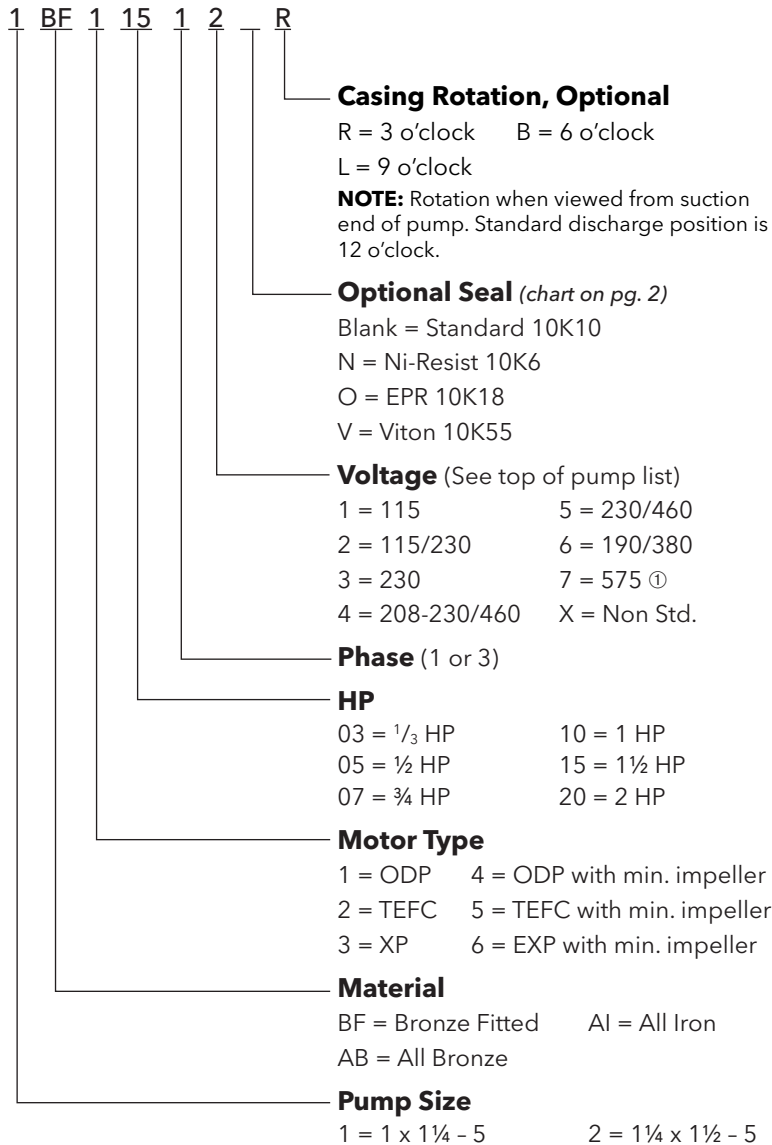 1 BF 1 15 1 2 _ R
Casing Rotation, Optional
R = 3 o’clock B = 6 o’clock
L = 9 o’clock
NOTE: Rotation when viewed from suction
end of pump. Standard discharge position is
12 o’clock.
Optional Seal (chart on pg. 2)
Blank = Standard 10K10
N = Ni-Resist 10K6
O = EPR 10K18
V = Viton 10K55
Voltage (See top of pump list)
1 = 115 5 = 230/460
2 = 115/230 6 = 190/380
3 = 230 7 = 575 ①
4 = 208-230/460 X = Non Std.
Phase (1 or 3)
HP
03 = 1/3 HP 10 = 1 HP
05 = ½ HP 15 = 1½ HP
07 = ¾ HP 20 = 2 HP
Motor Type
1 = ODP 4 = ODP with min. impeller
2 = TEFC 5 = TEFC with min. impeller
3 = XP 6 = EXP with min. impeller
Material
BF = Bronze Fitted AI = All Iron
AB = All Bronze
Pump Size
1 = 1 x 1¼ – 5 2 = 1¼ x 1½ – 5